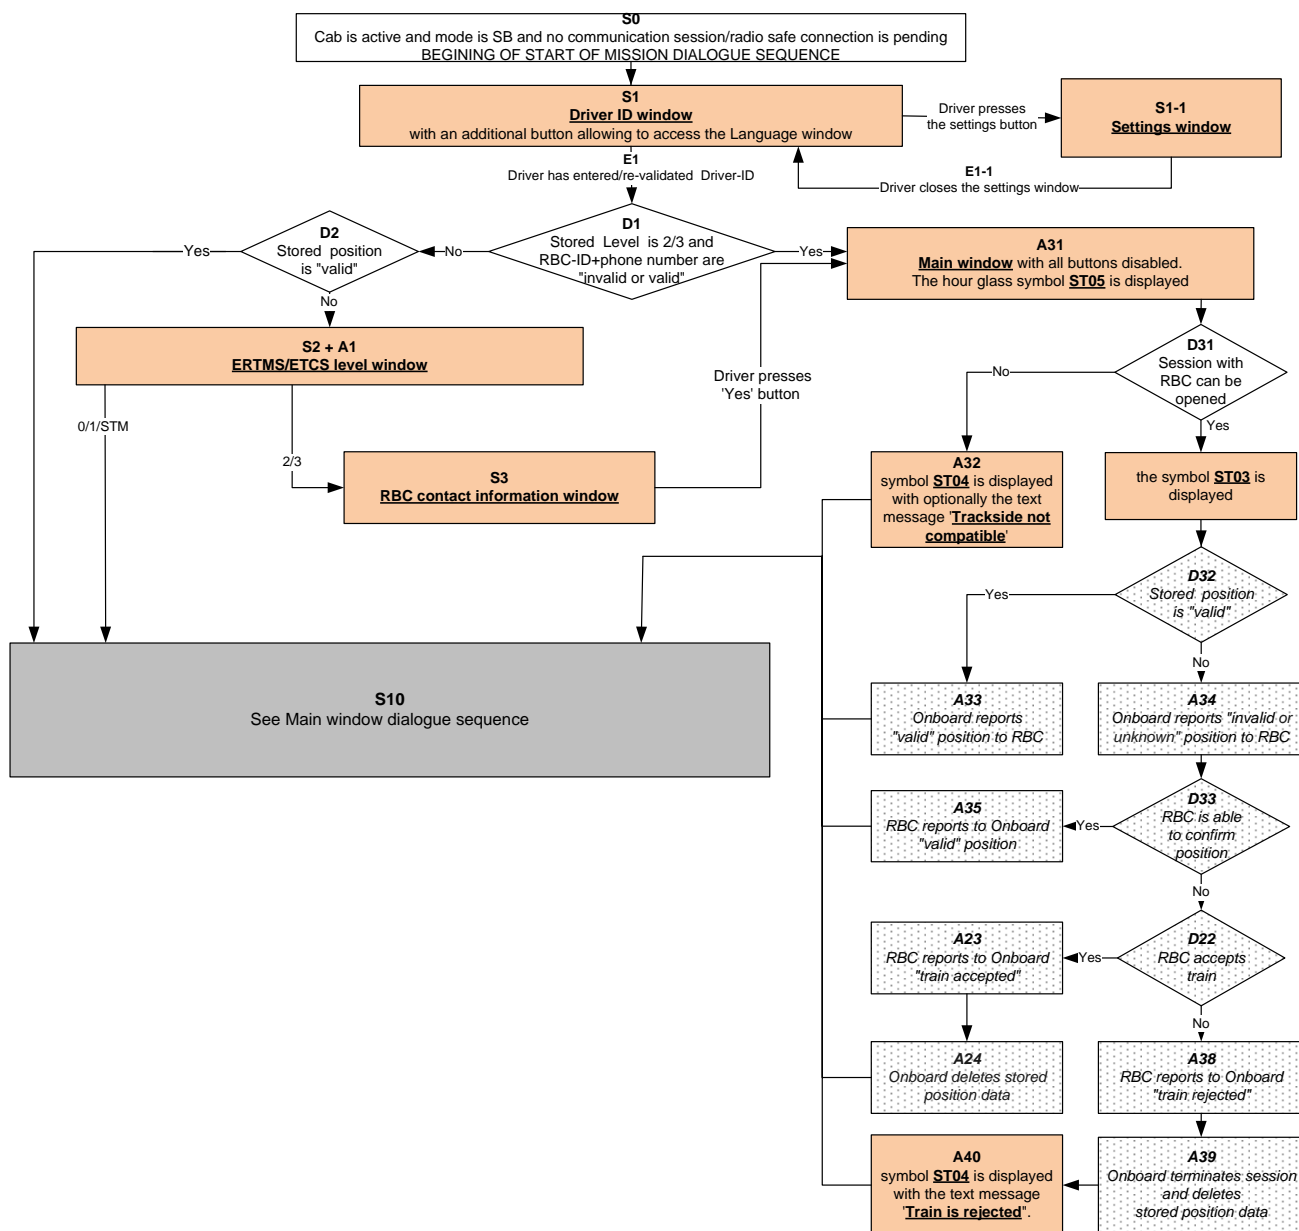 S0
Cab is active and mode is SB and no communication session/radio safe connection is pending
BEGINING OF START OF MISSION DIALOGUE SEQUENCE
S1
Driver ID window
with an additional button allowing to access the Language window
Driver presses
the settings button
S1-1
Settings window
E1
Driver has entered/re-validated Driver-ID
E1-1
Driver closes the settings window
D1
Stored Level is 2/3 and
RBC-ID+phone number are
"invalid or valid"
No
Yes
D2
Stored position
is "valid"
Yes
No
A31
Main window with all buttons disabled.
The hour glass symbol ST05 is displayed
S2 + A1
ERTMS/ETCS level window
0/1/STM
2/3
S3
RBC contact information window
Driver presses
'Yes' button
D31
Session with
RBC can be
opened
No
Yes
A32
symbol ST04 is displayed
with optionally the text
message 'Trackside not
compatible'
the symbol ST03 is
displayed
D32
Stored position
is "valid"
Yes
No
S10
See Main window dialogue sequence
A33
Onboard reports
"valid" position to RBC
A34
Onboard reports "invalid or
unknown" position to RBC
D33
RBC is able
to confirm
position
Yes
No
A35
RBC reports to Onboard
"valid" position
D22
RBC accepts
train
Yes
No
A23
RBC reports to Onboard
"train accepted"
A24
Onboard deletes stored
position data
A38
RBC reports to Onboard
"train rejected"
A39
Onboard terminates session
and deletes
stored position data
A40
symbol ST04 is displayed
with the text message
'Train is rejected".